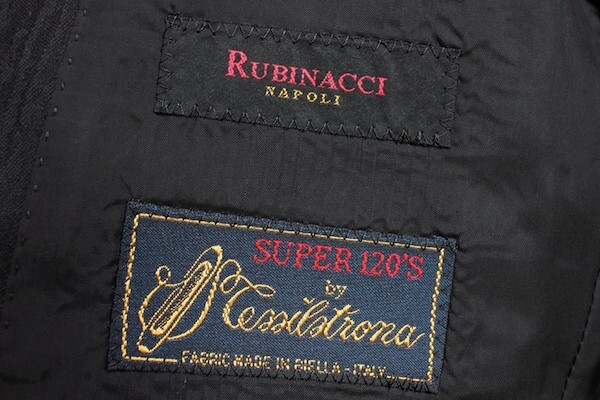 RUBINACCI
NAPOLI
SUPER 120'S
by
Tessilstrona
FABRIC MADE IN BIELLA - ITALY